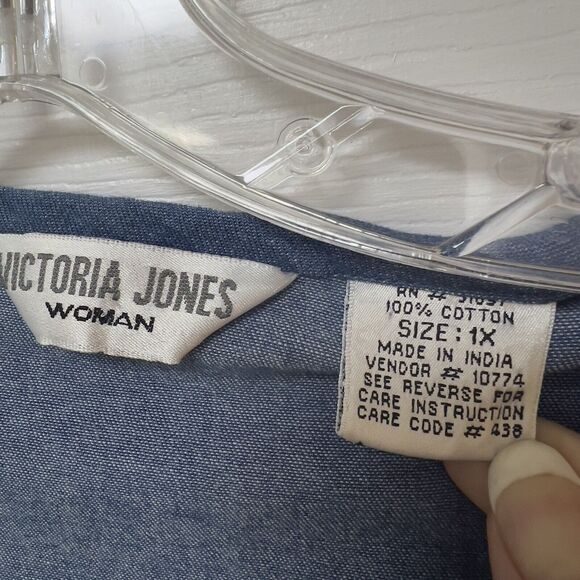 VICTORIA JONES
WOMAN
RN #
100% COTTON
SIZE: 1X
MADE IN INDIA
VENDOR # 10774
SEE REVERSE FOR
CARE INSTRUCTION
CARE CODE # 438